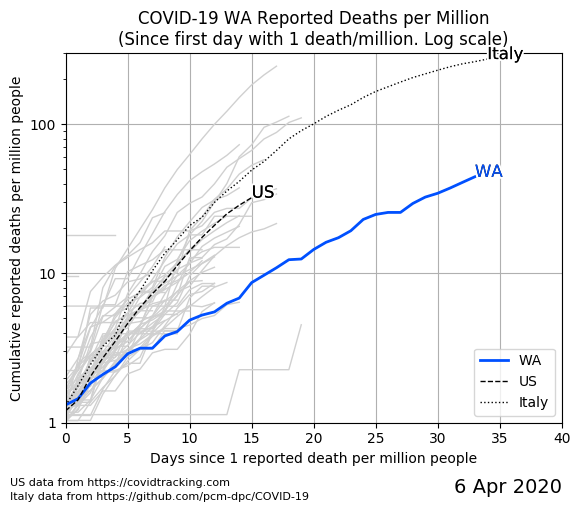 COVID-19 WA Reported Deaths per Million
(Since first day with 1 death/million. Log scale)
Cumulative reported deaths per million people
100
10
1
Italy
WA
US
WA
US
Italy
0 5 10 15 20 25 30 35 40
Days since 1 reported death per million people
US data from https://covidtracking.com
Italy data from https://github.com/pcm-dpc/COVID-19
6 Apr 2020